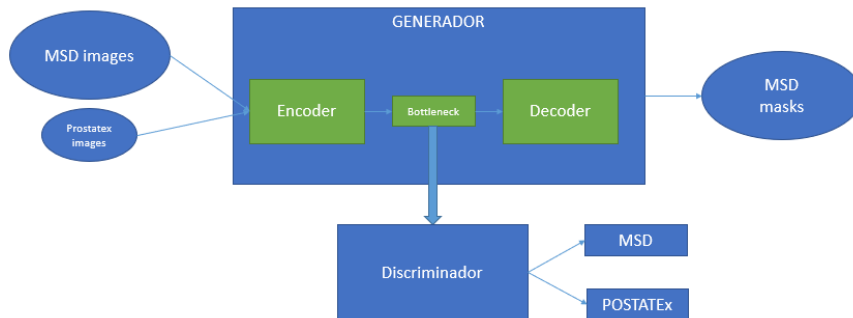 GENERADOR
MSD images
Prostatex
images
Encoder
Bottleneck
Decoder
MSD
masks
Discriminador
MSD
POSTATEx